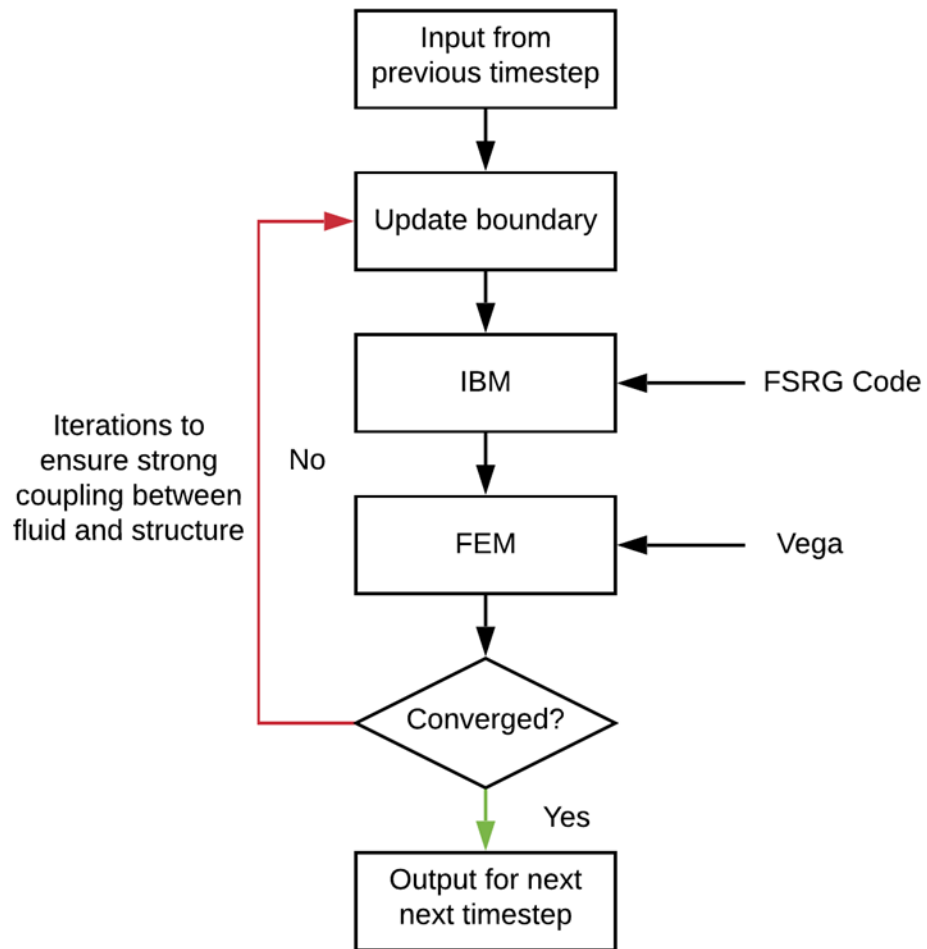 Input from
previous timestep
Update boundary
IBM
FSRG Code
Iterations to
ensure strong
coupling between
fluid and structure
No
FEM
Vega
Converged?
Yes
Output for next
next timestep